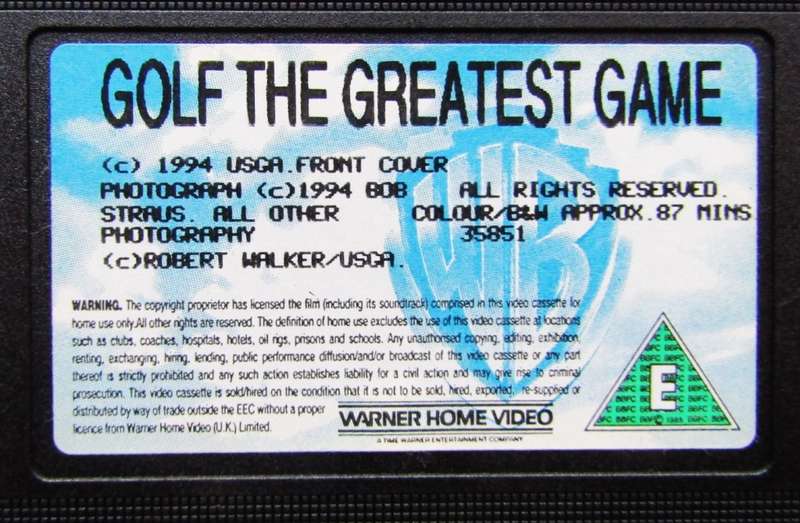 GOLF THE GREATEST GAME
(c) 1994 USGA.FRONT COVER
PHOTOGRAPH (c)1994 BOB ALL RIGHTS RESERVED.
STRAUS. ALL OTHER COLOUR/B&W APPROX.87 MINS
PHOTOGRAPHY 35851
(c)ROBERT WALKER/USGA.
WB
WARNING. The copyright proprietor has licensed the film (including its soundtrack) comprised in this video cassette for
home use only.All other rights are reserved. The definition of home use excludes the use of this video cassette at locations
such as clubs, coaches, hospitals, hotels, oil rigs, prisons and schools. Any unauthorised copying, editing, exhibition,
renting, exchanging, hiring, lending, public performance diffusion/and/or broadcast of this video cassette or any part
thereof is strictly prohibited and any such action establishes liability for a civil action and may give rise to criminal
prosecution. This video cassette is sold/hired on the condition that it is not to be sold, hired, exported, re-supplied or
distributed by way of trade outside the EEC without a proper
licence from Warner Home Video (U.K.) Limited.
WARNER HOME VIDEO
A TIME WARNER ENTERTAINMENT COMPANY
E
© 1985